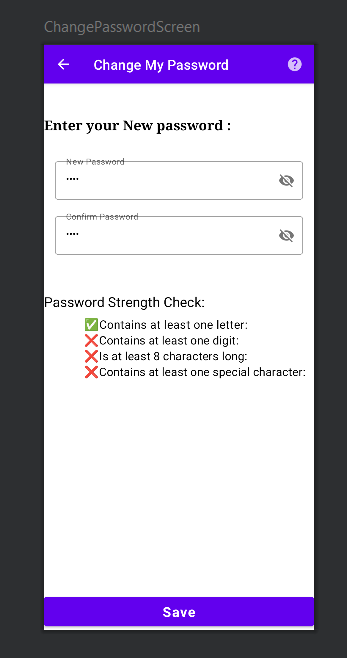 ChangePasswordScreen
Change My Password
?
Enter your New password :
New Password
••••
Confirm Password
••••
Password Strength Check:
✅Contains at least one letter:
❌Contains at least one digit:
❌Is at least 8 characters long:
❌Contains at least one special character:
Save